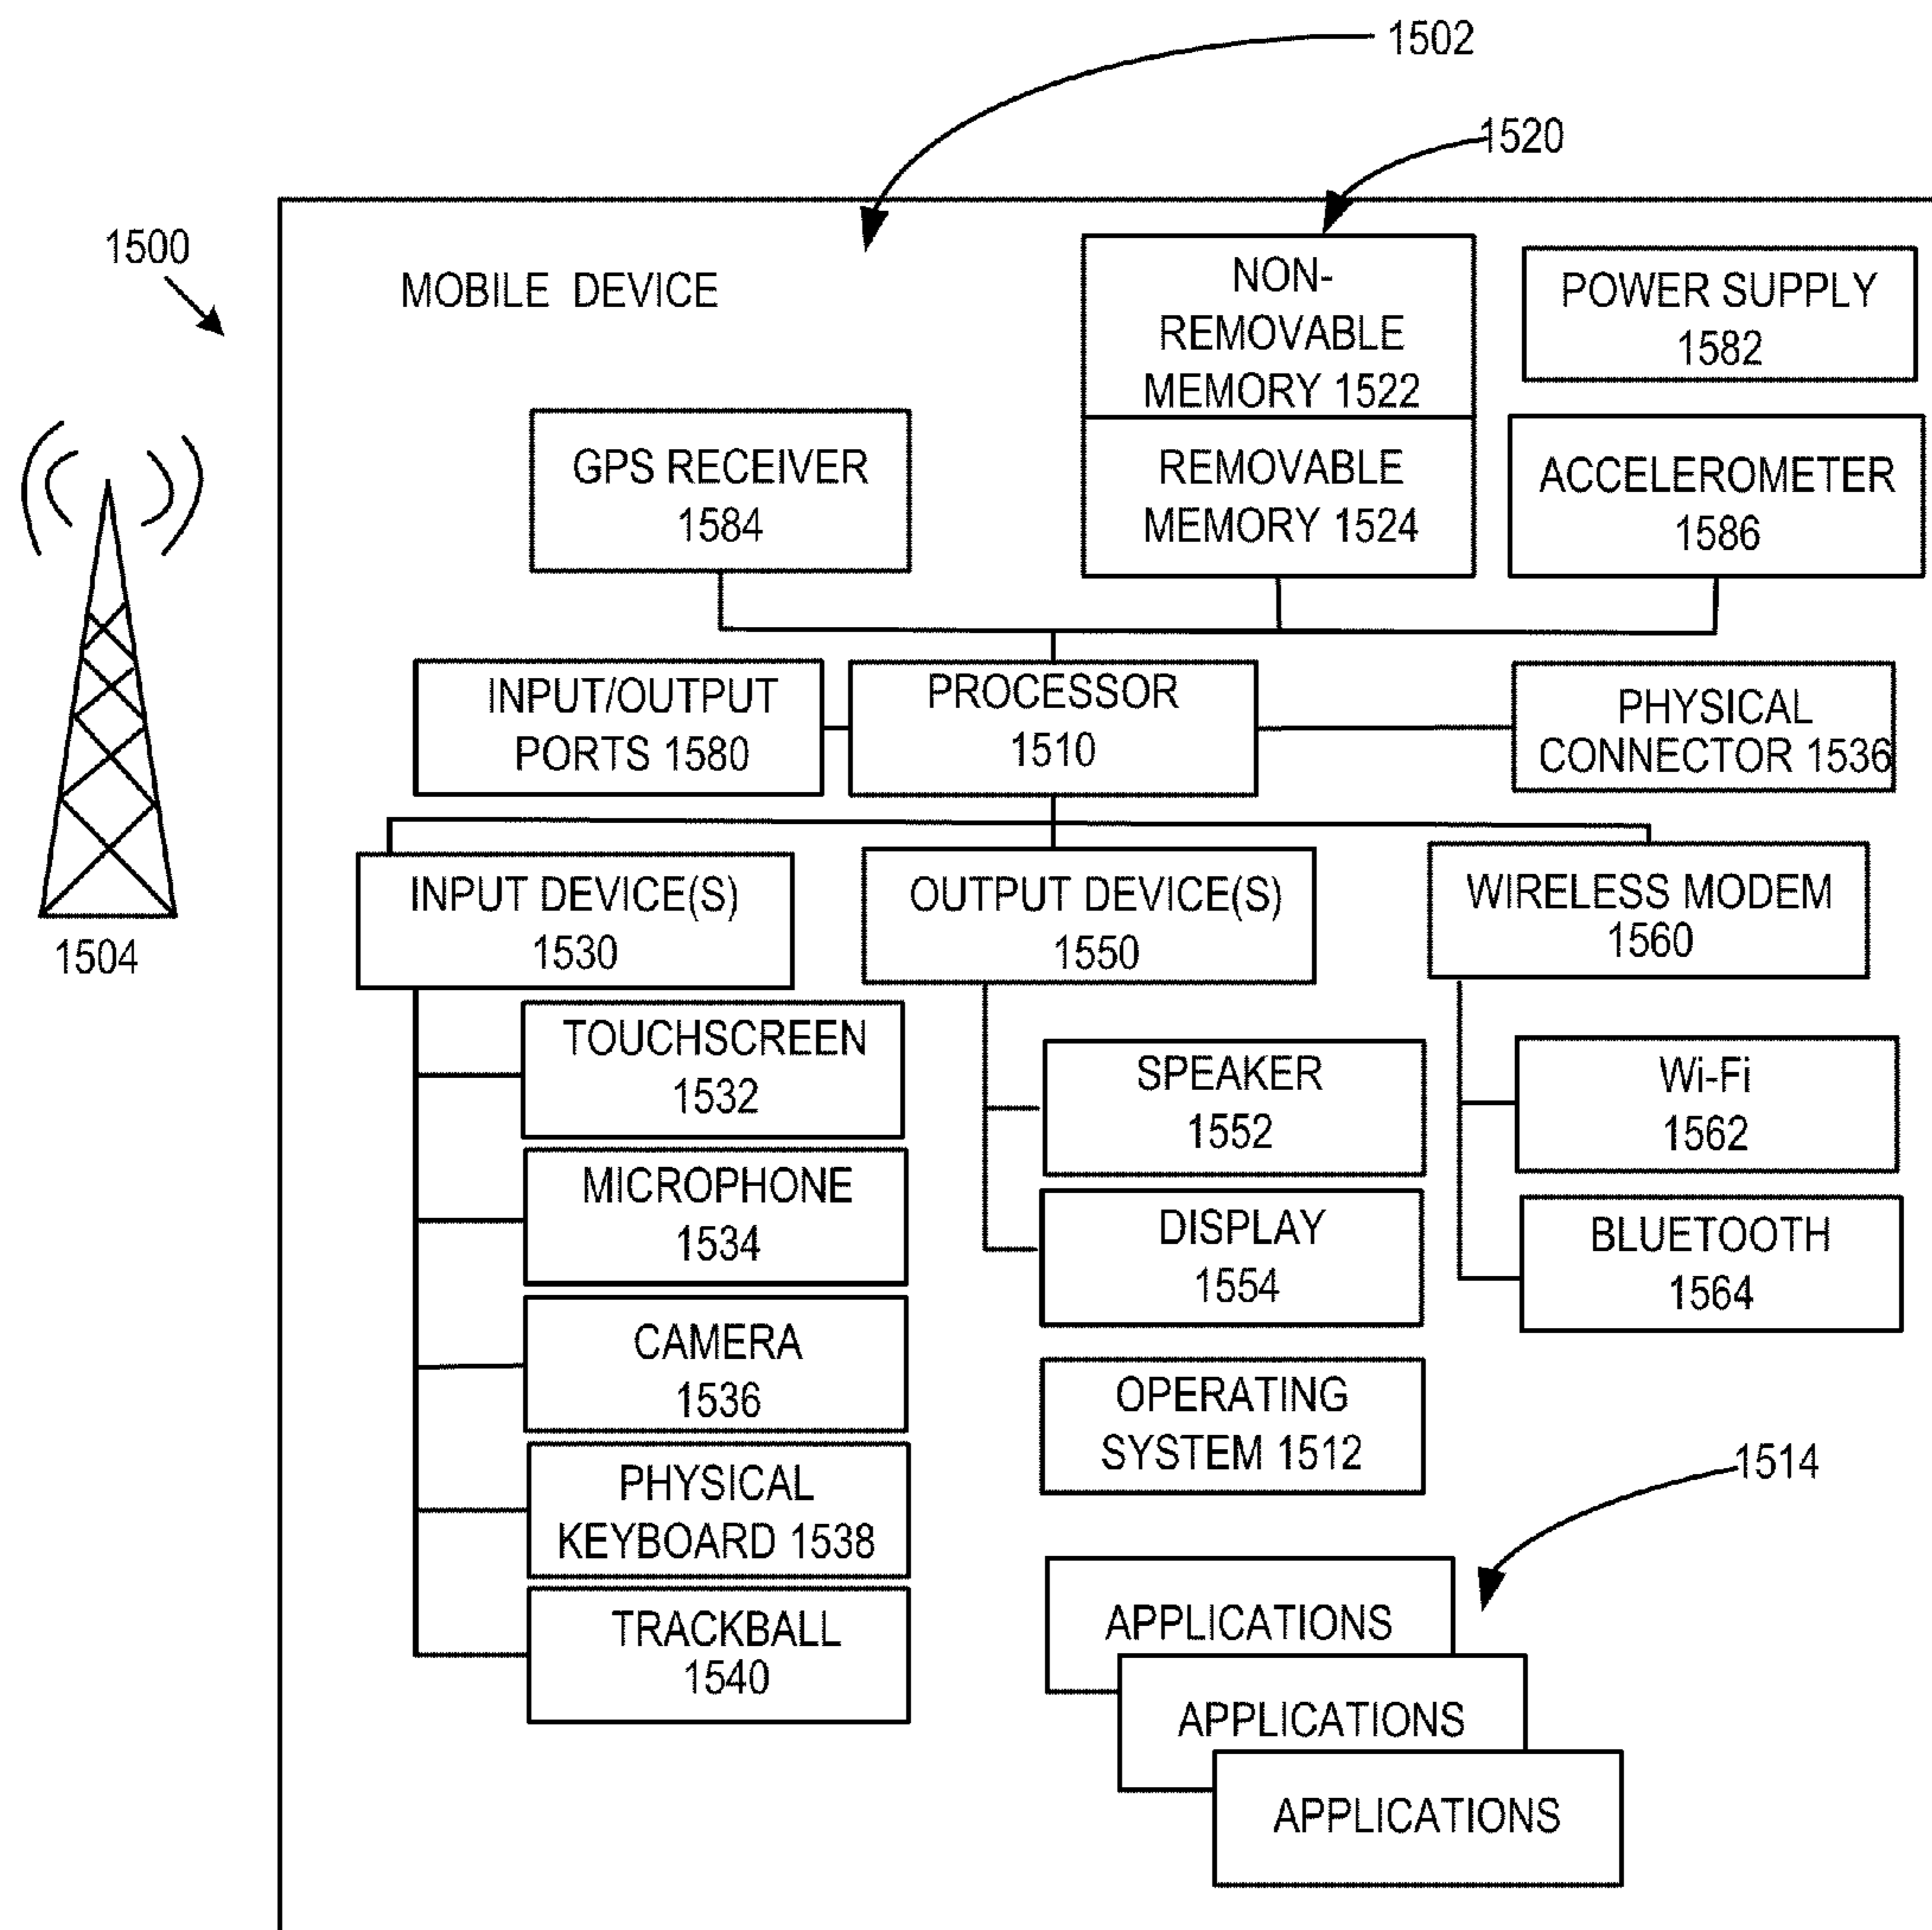 1502
1520
1500
MOBILE DEVICE
NON-
REMOVABLE
MEMORY 1522
POWER SUPPLY
1582
GPS RECEIVER
1584
REMOVABLE
MEMORY 1524
ACCELEROMETER
1586
INPUT/OUTPUT
PORTS 1580
PROCESSOR
1510
PHYSICAL
CONNECTOR 1536
1504
INPUT DEVICE(S)
1530
OUTPUT DEVICE(S)
1550
WIRELESS MODEM
1560
TOUCHSCREEN
1532
MICROPHONE
1534
CAMERA
1536
PHYSICAL
KEYBOARD 1538
TRACKBALL
1540
SPEAKER
1552
DISPLAY
1554
Wi-Fi
1562
BLUETOOTH
1564
OPERATING
SYSTEM 1512
1514
APPLICATIONS
APPLICATIONS
APPLICATIONS